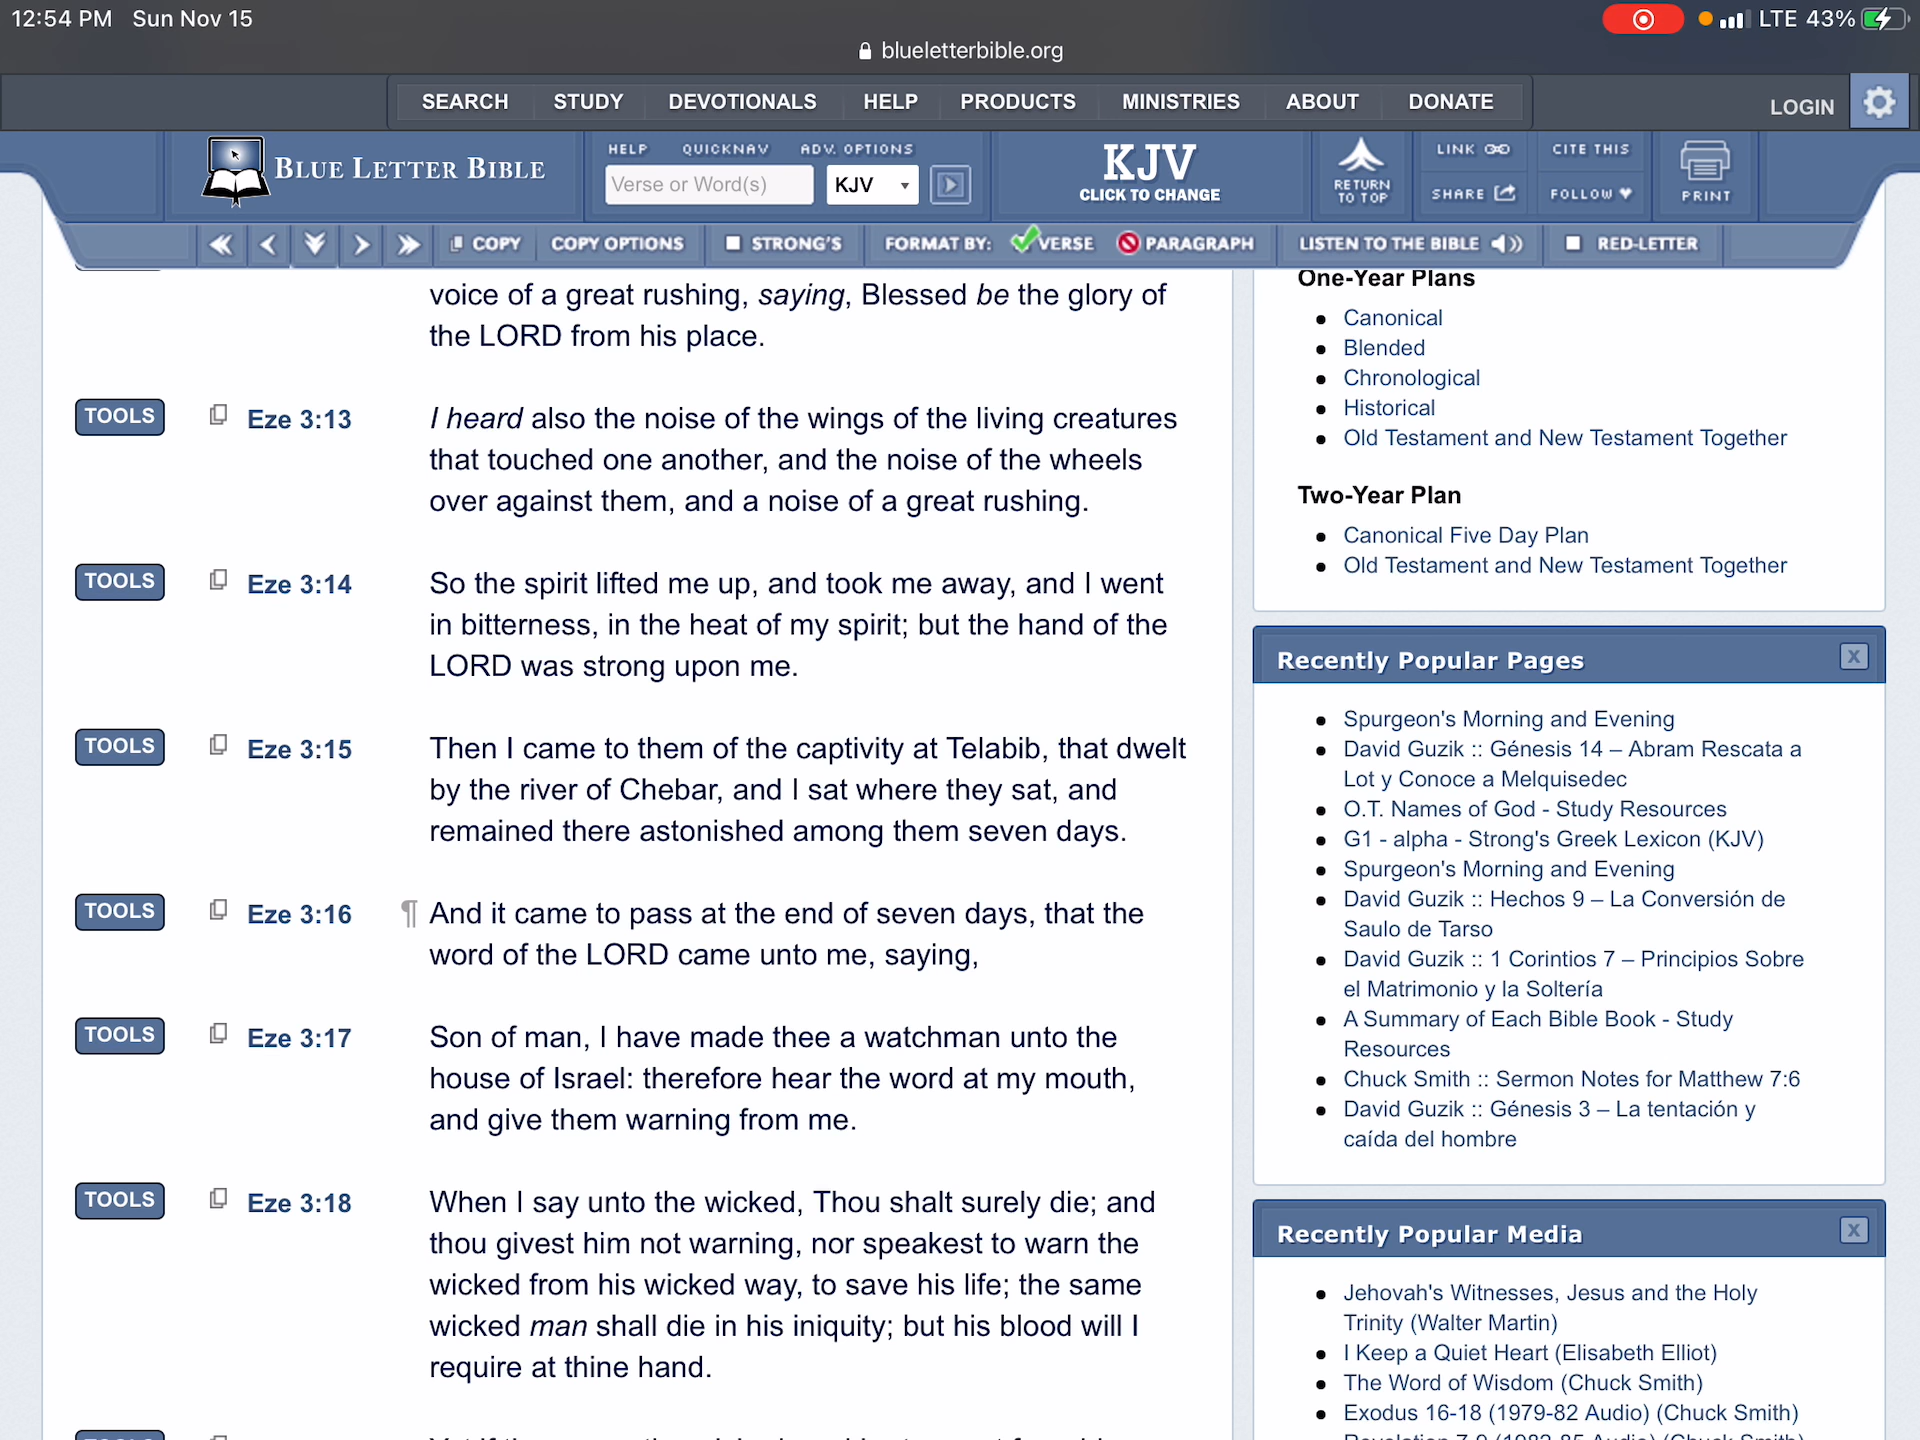 12:54 PM Sun Nov 15
LTE 43%
blueletterbible.org
SEARCH STUDY DEVOTIONALS HELP PRODUCTS MINISTRIES ABOUT DONATE
LOGIN
BLUE LETTER BIBLE
HELP QUICKNAV ADV. OPTIONS
Verse or Word(s)
KJV
KJV
CLICK TO CHANGE
RETURN
TO TOP
LINK
SHARE
CITE THIS
FOLLOW
PRINT
COPY COPY OPTIONS STRONG'S FORMAT BY: VERSE PARAGRAPH LISTEN TO THE BIBLE RED-LETTER
voice of a great rushing, saying, Blessed be the glory of
the LORD from his place.
TOOLS Eze 3:13 I heard also the noise of the wings of the living creatures
that touched one another, and the noise of the wheels
over against them, and a noise of a great rushing.
TOOLS Eze 3:14 So the spirit lifted me up, and took me away, and I went
in bitterness, in the heat of my spirit; but the hand of the
LORD was strong upon me.
TOOLS Eze 3:15 Then I came to them of the captivity at Telabib, that dwelt
by the river of Chebar, and I sat where they sat, and
remained there astonished among them seven days.
TOOLS Eze 3:16 ¶ And it came to pass at the end of seven days, that the
word of the LORD came unto me, saying,
TOOLS Eze 3:17 Son of man, I have made thee a watchman unto the
house of Israel: therefore hear the word at my mouth,
and give them warning from me.
TOOLS Eze 3:18 When I say unto the wicked, Thou shalt surely die; and
thou givest him not warning, nor speakest to warn the
wicked from his wicked way, to save his life; the same
wicked man shall die in his iniquity; but his blood will I
require at thine hand.
One-Year Plans
• Canonical
• Blended
• Chronological
• Historical
• Old Testament and New Testament Together
Two-Year Plan
• Canonical Five Day Plan
• Old Testament and New Testament Together
Recently Popular Pages X
• Spurgeon's Morning and Evening
• David Guzik :: Génesis 14 – Abram Rescata a
Lot y Conoce a Melquisedec
• O.T. Names of God - Study Resources
• G1 - alpha - Strong's Greek Lexicon (KJV)
• Spurgeon's Morning and Evening
• David Guzik :: Hechos 9 – La Conversión de
Saulo de Tarso
• David Guzik :: 1 Corintios 7 – Principios Sobre
el Matrimonio y la Soltería
• A Summary of Each Bible Book - Study
Resources
• Chuck Smith :: Sermon Notes for Matthew 7:6
• David Guzik :: Génesis 3 – La tentación y
caída del hombre
Recently Popular Media X
• Jehovah's Witnesses, Jesus and the Holy
Trinity (Walter Martin)
• I Keep a Quiet Heart (Elisabeth Elliot)
• The Word of Wisdom (Chuck Smith)
• Exodus 16-18 (1979-82 Audio) (Chuck Smith)